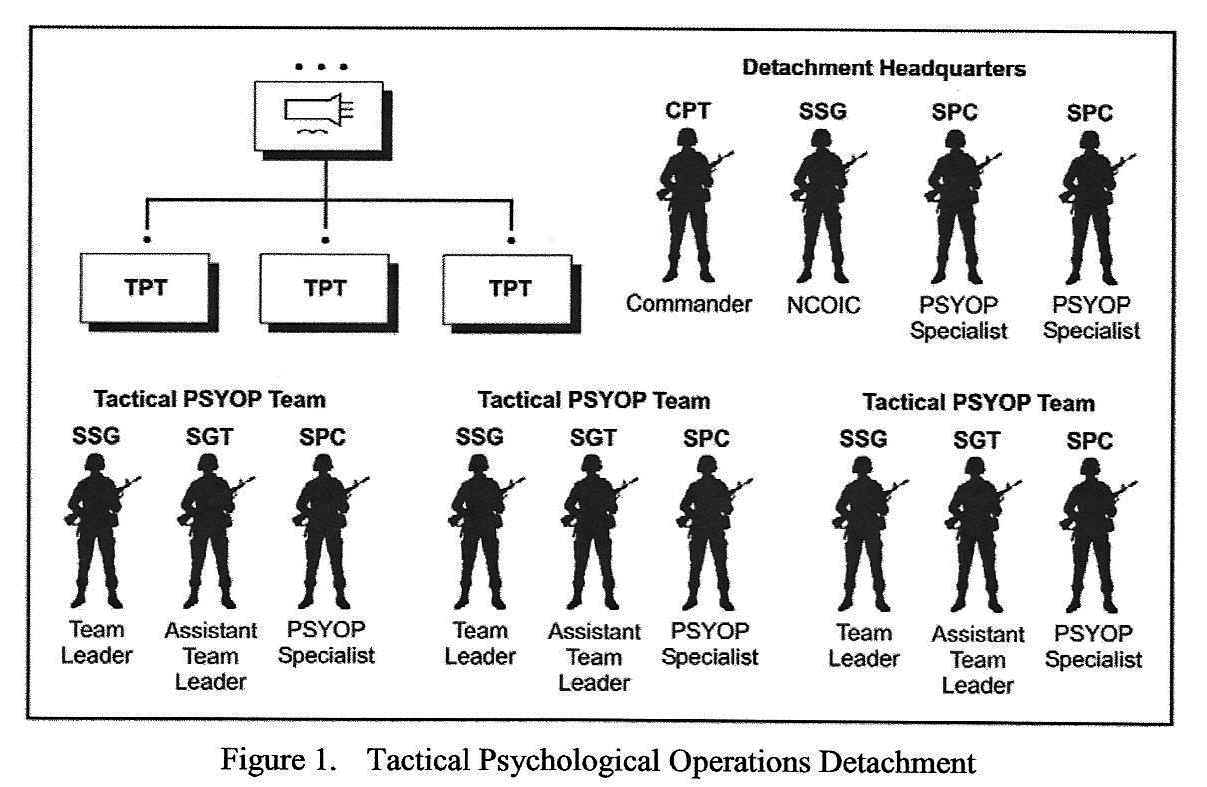 Detachment Headquarters
CPT SSG SPC SPC
Commander NCOIC PSYOP PSYOP
Specialist Specialist
TPT TPT TPT
Tactical PSYOP Team Tactical PSYOP Team Tactical PSYOP Team
SSG SGT SPC SSG SGT SPC SSG SGT SPC
Team Assistant PSYOP Team Assistant PSYOP Team Assistant PSYOP
Leader Team Specialist Leader Team Specialist Leader Team Specialist
Leader Leader Leader
Figure 1. Tactical Psychological Operations Detachment